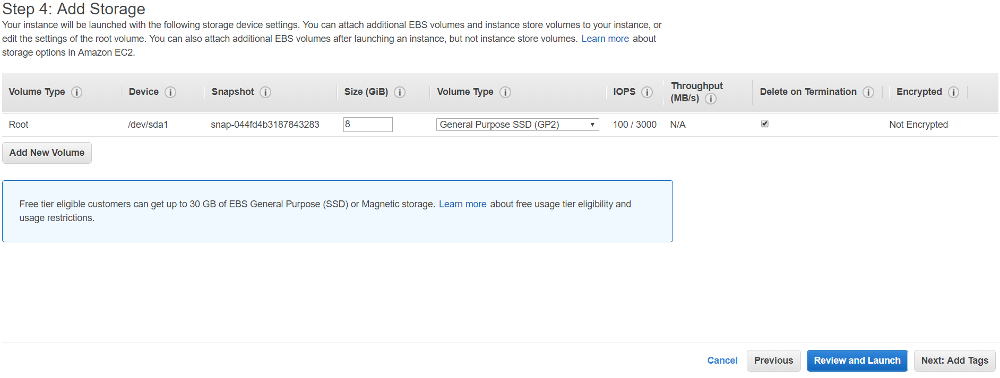 Step 4: Add Storage
Your instance will be launched with the following storage device settings. You can attach additional EBS volumes and instance store volumes to your instance, or
edit the settings of the root volume. You can also attach additional EBS volumes after launching an instance, but not instance store volumes. Learn more about
storage options in Amazon EC2.
Volume Type Device Snapshot Size (GiB) Volume Type IOPS Throughput (MB/s) Delete on Termination Encrypted
Root /dev/sda1 snap-044fd4b3187843283 8 General Purpose SSD (GP2) 100 / 3000 N/A Not Encrypted
Add New Volume
Free tier eligible customers can get up to 30 GB of EBS General Purpose (SSD) or Magnetic storage. Learn more about free usage tier eligibility and
usage restrictions.
Cancel Previous Review and Launch Next: Add Tags